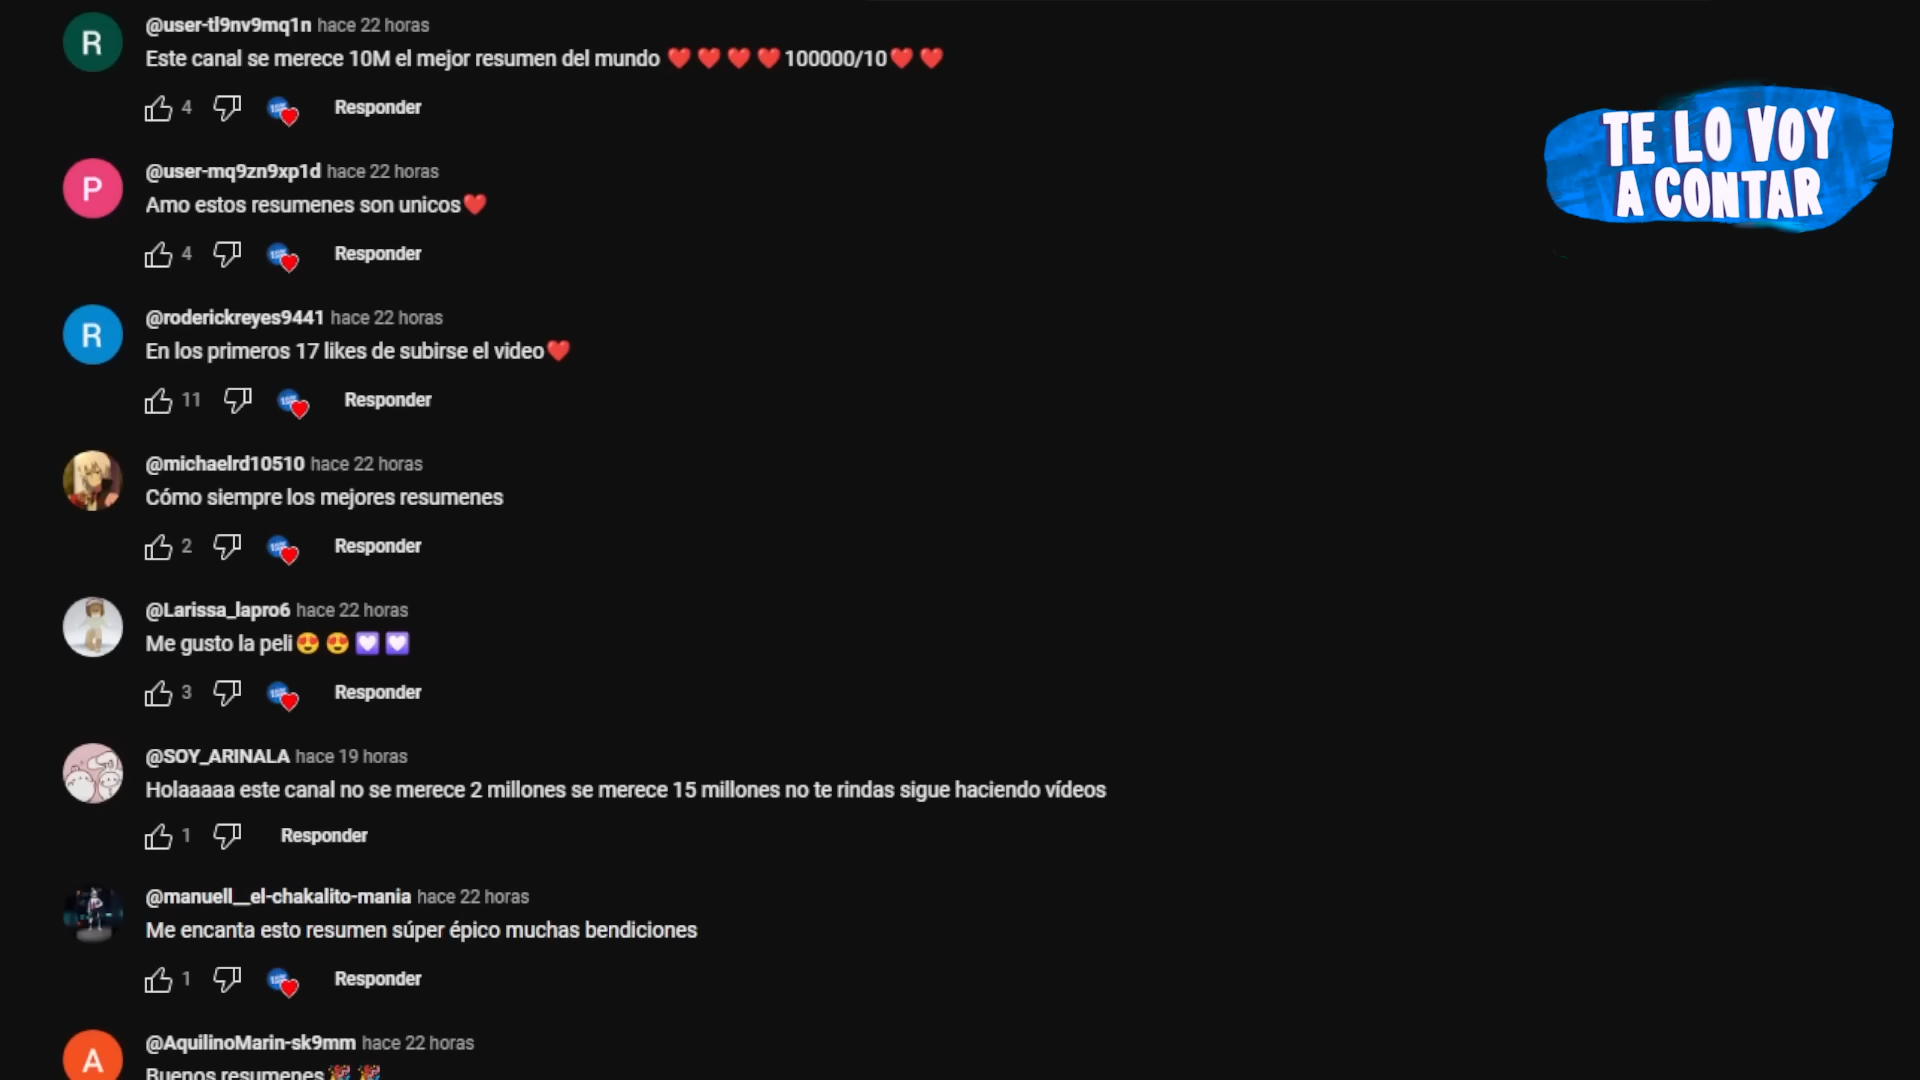 @user-tl9nv9mq1n hace 22 horas
Este canal se merece 10M el mejor resumen del mundo ❤️❤️❤️❤️100000/10❤️❤️
4 Responder
TE LO VOY
A CONTAR
@user-mq9zn9xp1d hace 22 horas
Amo estos resumenes son unicos❤️
4 Responder
@roderickreyes9441 hace 22 horas
En los primeros 17 likes de subirse el video❤️
11 Responder
@michaelrd10510 hace 22 horas
Cómo siempre los mejores resumenes
2 Responder
@Larissa_lapro6 hace 22 horas
Me gusto la peli😍😍💟💟
3 Responder
@SOY_ARINALA hace 19 horas
Holaaaaa este canal no se merece 2 millones se merece 15 millones no te rindas sigue haciendo vídeos
1 Responder
@manuell__el-chakalito-mania hace 22 horas
Me encanta esto resumen súper épico muchas bendiciones
1 Responder
@AquilinoMarin-sk9mm hace 22 horas
Buenos resumenes🎉🎉
R
P
R
A